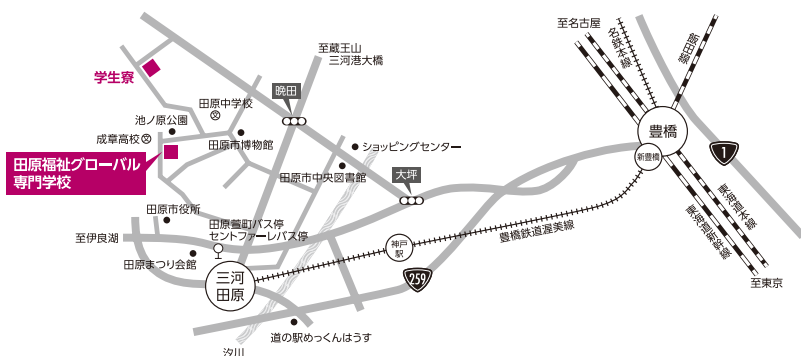 至名古屋
名鉄本線
飯田線
至蔵王山
三河港大橋
学生寮
晩田
田原中学校
池ノ原公園
成章高校
田原市博物館
ショッピングセンター
豊橋
1
新豊橋
田原福祉グローバル
専門学校
田原市中央図書館
大坪
田原市役所
田原萱町バス停
セントファーレバス停
至伊良湖
豊橋鉄道渥美線
東海道本線
東海道新幹線
神戸
駅
田原まつり会館
三河
田原
259
至東京
道の駅めっくんはうす
汐川